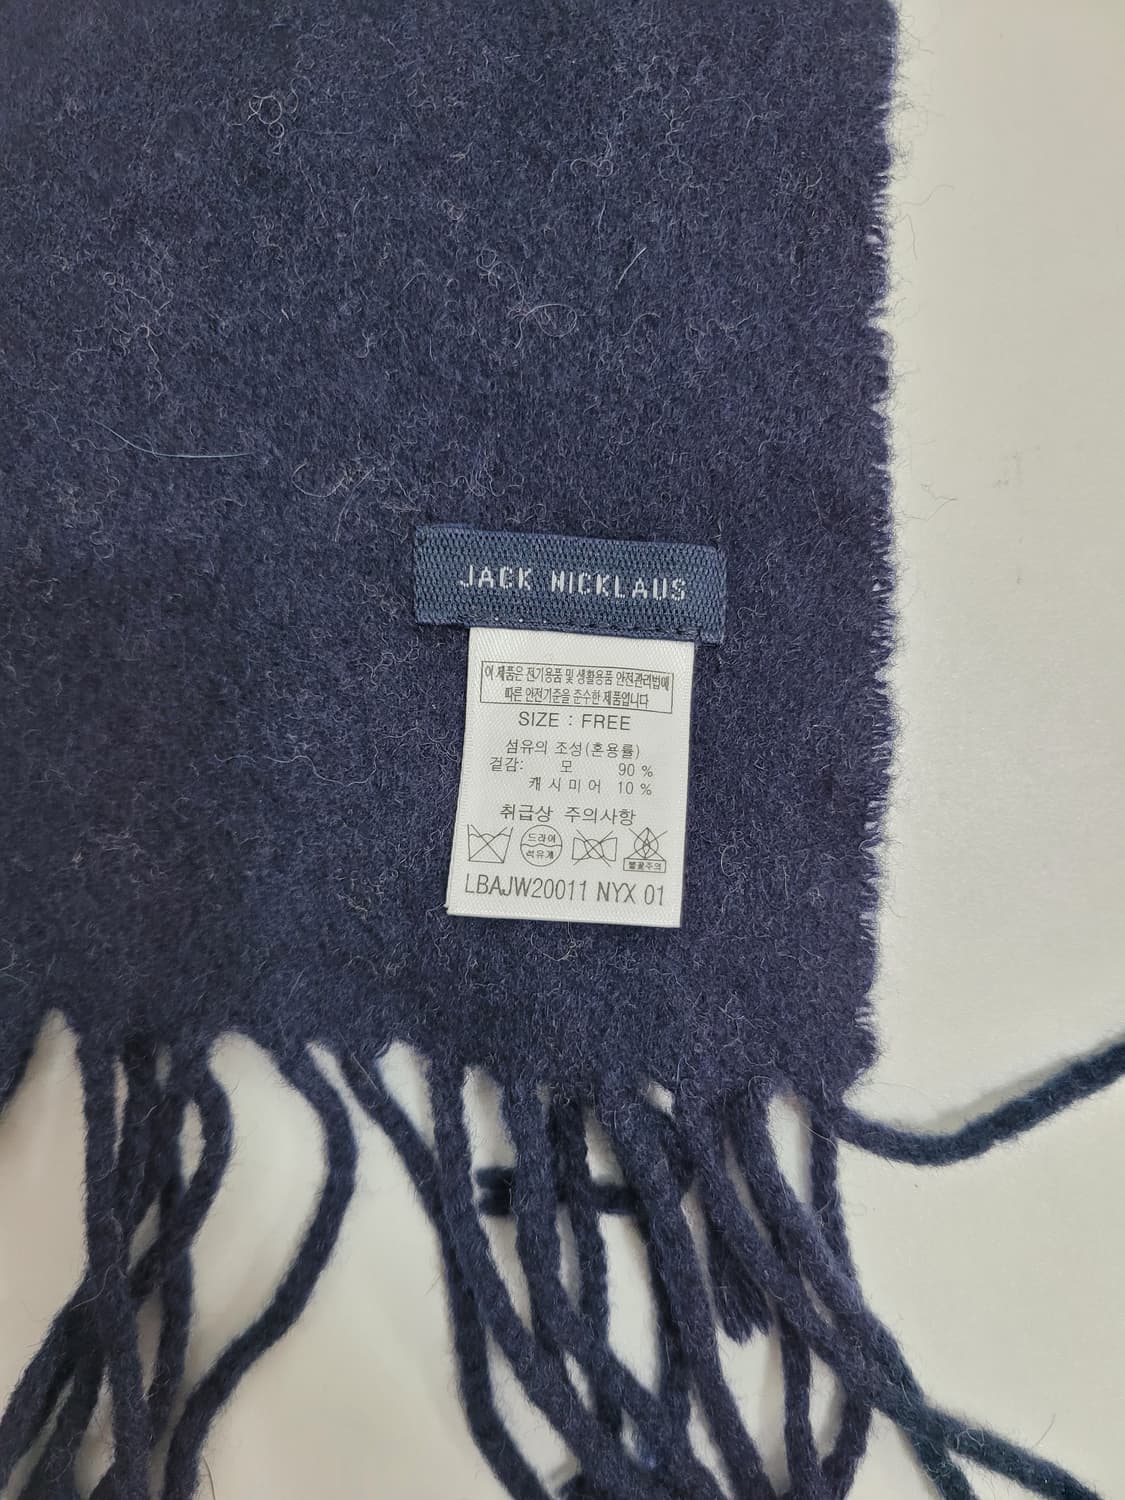 JACK NICKLAUS
이 제품은 전기용품 및 생활용품 안전관리법에
따른 안전기준을 준수한 제품입니다
SIZE : FREE
섬유의 조성(혼용률)
겉감: 모 90 %
캐시미어 10 %
취급상 주의사항
드라이
석유계
뱉꽃주의
LBAJW20011 NYX 01